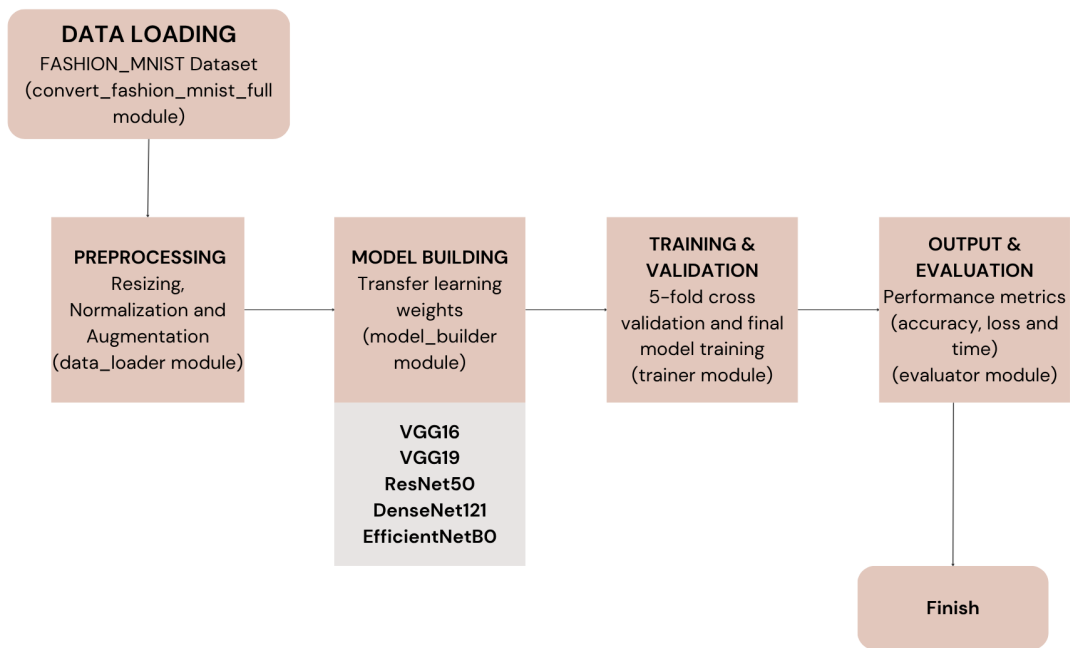 DATA LOADING
FASHION_MNIST Dataset
(convert_fashion_mnist_full
module)
PREPROCESSING
Resizing,
Normalization and
Augmentation
(data_loader module)
MODEL BUILDING
Transfer learning
weights
(model_builder
module)
VGG16
VGG19
ResNet50
DenseNet121
EfficientNetB0
TRAINING &
VALIDATION
5-fold cross
validation and final
model training
(trainer module)
OUTPUT &
EVALUATION
Performance metrics
(accuracy, loss and
time)
(evaluator module)
Finish